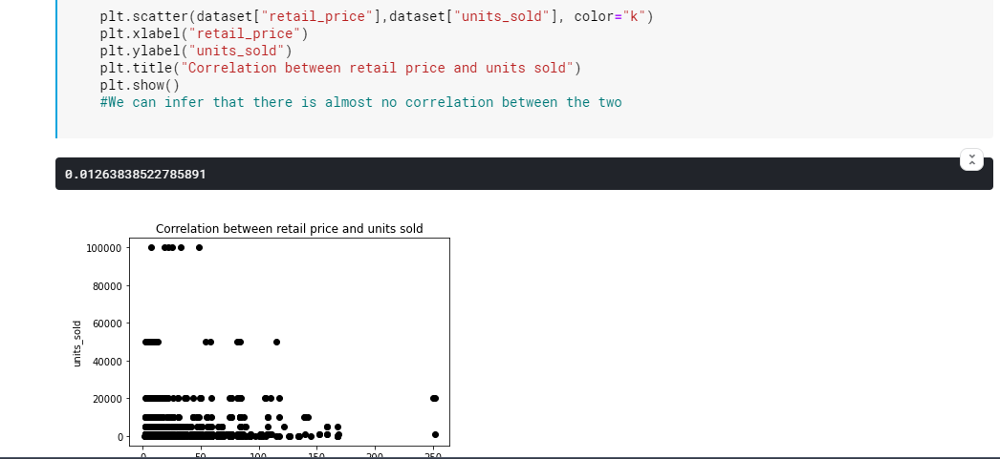 plt.scatter(dataset["retail_price"],dataset["units_sold"], color="k")
plt.xlabel("retail_price")
plt.ylabel("units_sold")
plt.title("Correlation between retail price and units sold")
plt.show()
#We can infer that there is almost no correlation between the two
0.01263838522785891
Correlation between retail price and units sold
100000
80000
60000
40000
20000
0
units_sold
0 50 100 150 200 250